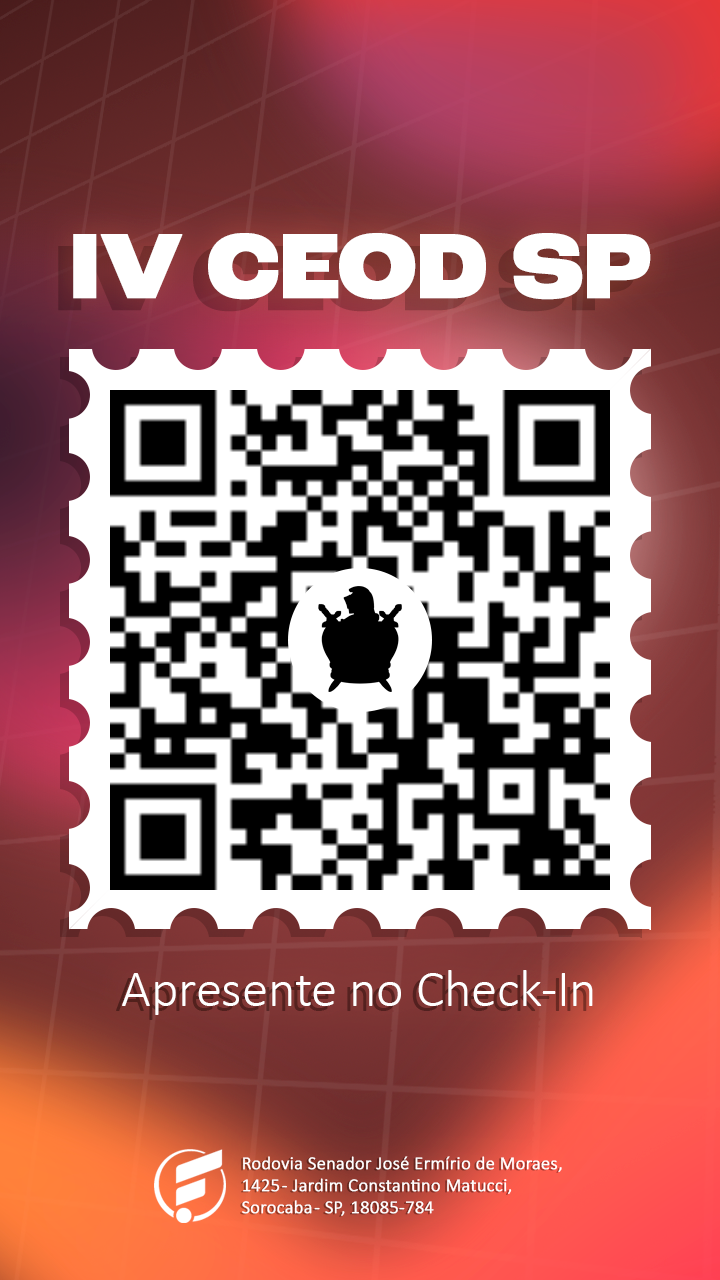 IV CEOD SP
Apresente no Check-In
Rodovia Senador José Ermírio de Moraes,
1425- Jardim Constantino Matucci,
Sorocaba- SP, 18085-784